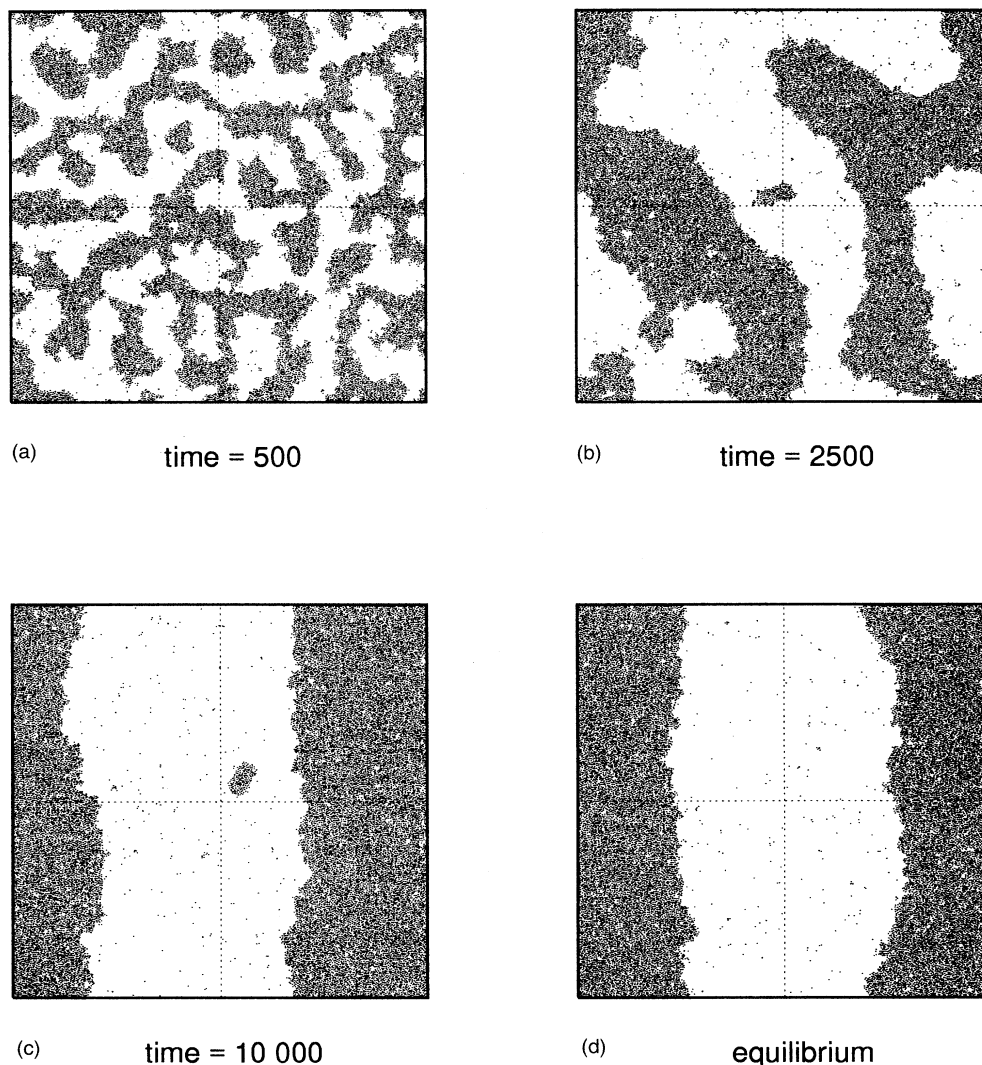 (a) time = 500
(b) time = 2500
(c) time = 10 000
(d) equilibrium